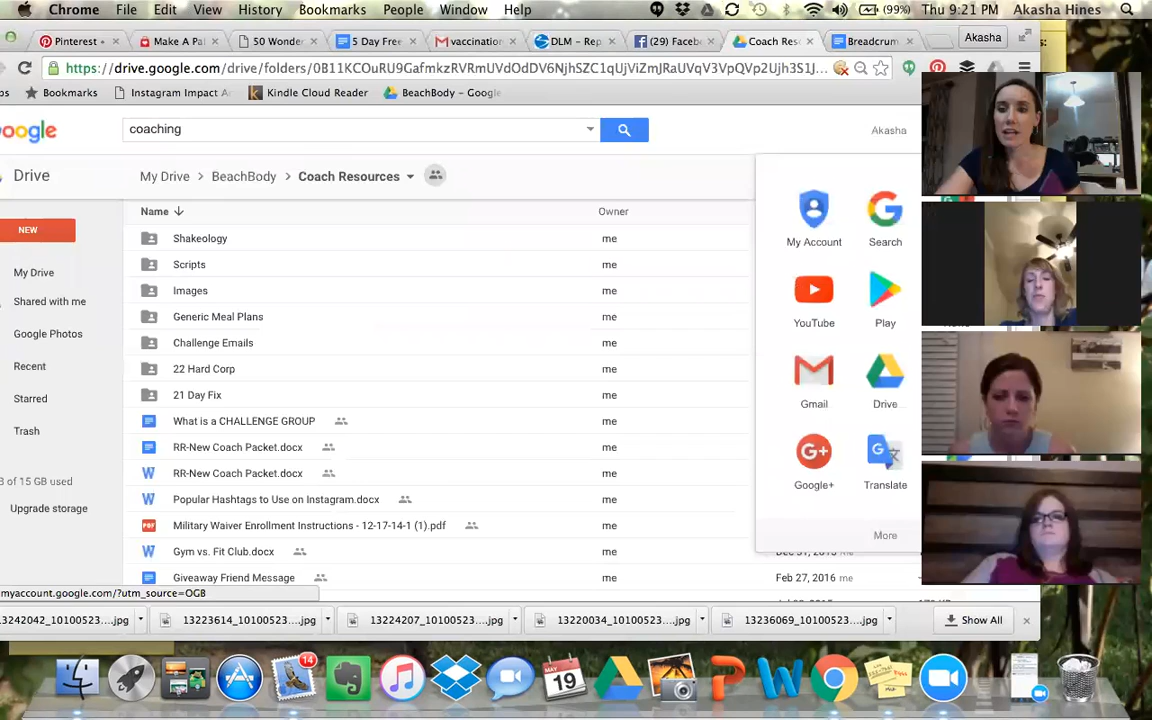 Chrome File Edit View History Bookmarks People Window Help (99%) Thu 9:21 PM Akasha Hines
Pinterest Make A Pa 50 Wonder 5 Day Free vaccination DLM – Rep (29) Faceb Coach Res Breadcrum Akasha
https://drive.google.com/drive/folders/
Bookmarks Instagram Impact Kindle Cloud Reader BeachBody – Goog
oogle coaching Akasha
Drive My Drive > BeachBody > Coach Resources
Name Owner
NEW
Shakeology me
My Account Search
Scripts me
My Drive
Images me
Shared with me
Generic Meal Plans me
YouTube Play
Google Photos
Challenge Emails me
Recent
22 Hard Corp me
Starred
21 Day Fix me
Gmail Drive
What is a CHALLENGE GROUP me
Trash
RR-New Coach Packet.docx me
RR-New Coach Packet.docx me
Google+ Translate
3 of 15 GB used
Popular Hashtags to Use on Instagram.docx me
Upgrade storage
Military Waiver Enrollment Instructions - 12-17-14-1 (1).pdf me
More
Gym vs. Fit Club.docx me
Giveaway Friend Message me Feb 27, 2016 me
myaccount.google.com/?utm_source=OGB
13242042_10100523....jpg 13223614_10100523....jpg 13224207_10100523....jpg 13220034_10100523....jpg 13236069_10100523....jpg Show All
14
MAY
19